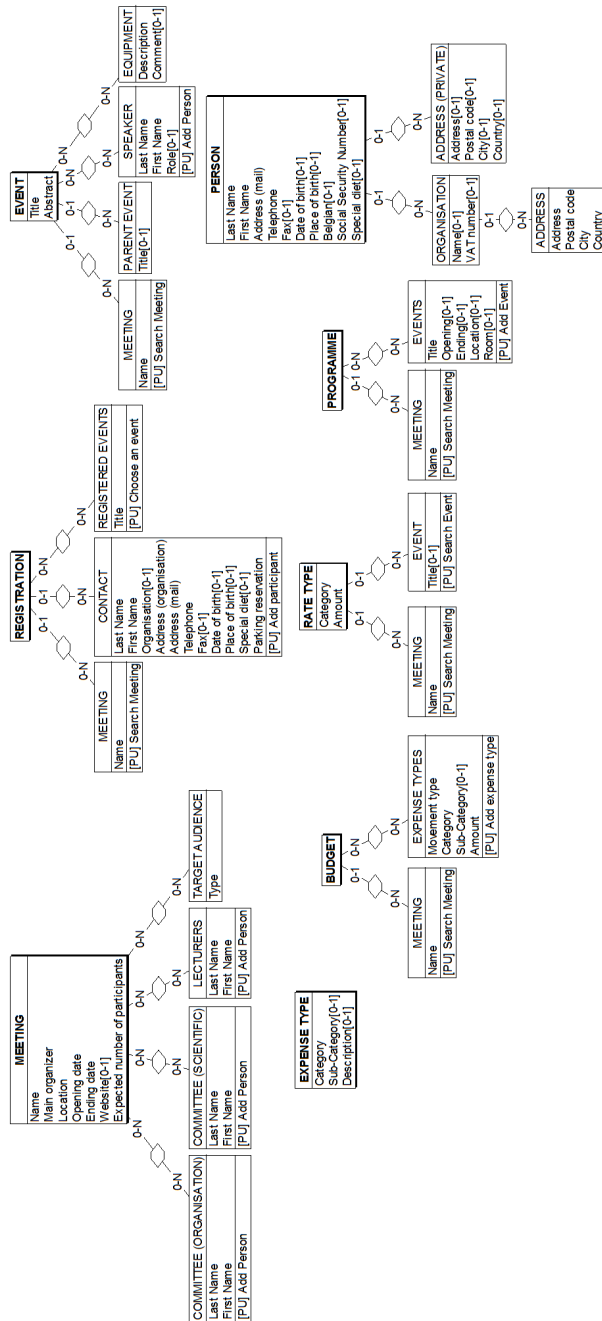 MEETING
Name
Main organizer
Location
Opening date
Ending date
Website[0-1]
Expected number of participants
0-N
0-N
0-N
0-N
0-N
0-N
0-N
0-N
COMMITTEE (ORGANISATION)
Last Name
First Name
[PU] Add Person
COMMITTEE (SCIENTIFIC)
Last Name
First Name
[PU] Add Person
LECTURERS
Last Name
First Name
[PU] Add Person
TARGET AUDIENCE
Type
REGISTRATION
0-1
0-1
0-N
0-N
0-N
0-N
MEETING
Name
[PU] Search Meeting
CONTACT
Last Name
First Name
Organisation[0-1]
Address (organisation)
Address (mail)
Telephone
Fax[0-1]
Date of birth[0-1]
Place of birth[0-1]
Special diet[0-1]
Parking reservation
[PU] Add participant
REGISTERED EVENTS
Title
[PU] Choose an event
EVENT
Title
Abstract
0-1
0-1
0-N
0-N
0-N
0-N
0-N
0-N
MEETING
Name
[PU] Search Meeting
PARENT EVENT
Title[0-1]
SPEAKER
Last Name
First Name
Role[0-1]
[PU] Add Person
EQUIPMENT
Description
Comment[0-1]
EXPENSE TYPE
Category
Sub-Category[0-1]
Description[0-1]
BUDGET
0-1
0-N
0-N
0-N
MEETING
Name
[PU] Search Meeting
EXPENSE TYPES
Movement type
Category
Sub-Category[0-1]
Amount
[PU] Add expense type
RATE TYPE
Category
Amount
0-1
0-1
0-N
0-N
MEETING
Name
[PU] Search Meeting
EVENT
Title[0-1]
[PU] Search Event
PROGRAMME
0-1
0-N
0-N
0-N
MEETING
Name
[PU] Search Meeting
EVENTS
Title
Opening[0-1]
Ending[0-1]
Location[0-1]
Room[0-1]
[PU] Add Event
PERSON
Last Name
First Name
Address (mail)
Telephone
Fax[0-1]
Date of birth[0-1]
Place of birth[0-1]
Belgian[0-1]
Social Security Number[0-1]
Special diet[0-1]
0-1
0-1
0-N
0-N
ORGANISATION
Name[0-1]
VAT number[0-1]
ADDRESS (PRIVATE)
Address[0-1]
Postal code[0-1]
City[0-1]
Country[0-1]
0-1
0-N
ADDRESS
Address
Postal code
City
Country